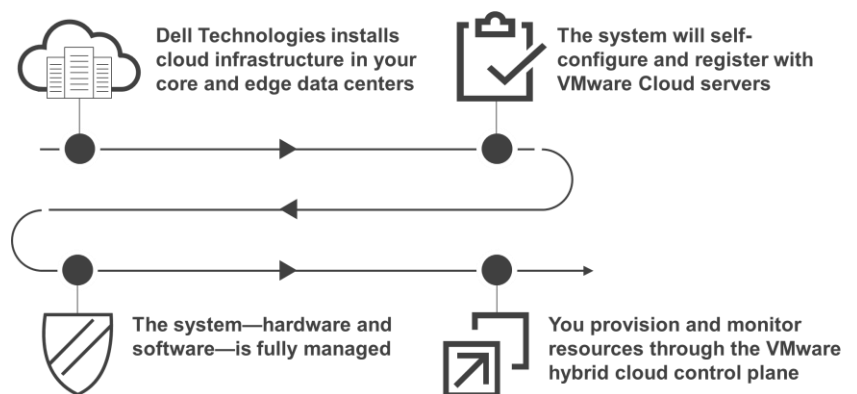 Dell Technologies installs
cloud infrastructure in your
core and edge data centers
The system will self-
configure and register with
VMware Cloud servers
The system—hardware and
software—is fully managed
You provision and monitor
resources through the VMware
hybrid cloud control plane